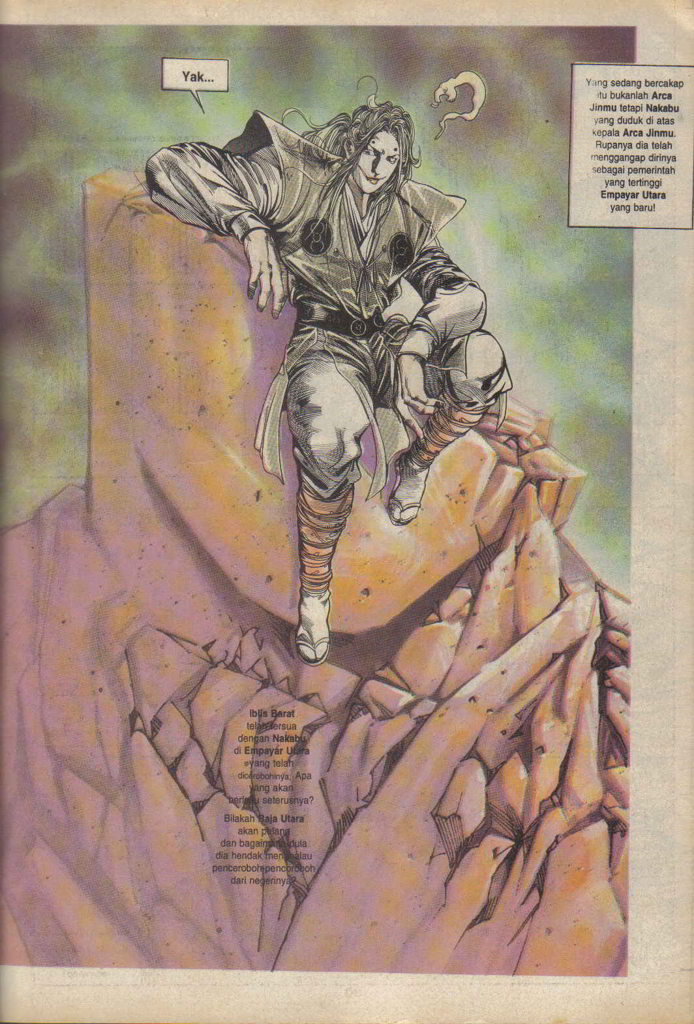 Yak...
Yang sedang bercakap
itu bukanlah Arca
Jinmu tetapi Nakabu
yang duduk di atas
kepala Arca Jinmu.
Rupanya dia telah
menggangap dirinya
sebagai pemerintah
yang tertinggi
Empayar Utara
yang baru!
Iblis Barat
telah tersua
dengan Nakabu
di Empayar Utara
yang telah
dicerobohinya. Apa
yang akan
berlaku seterusnya?
Bilakah Raja Utara
akan pulang
dan bagaimana pula
dia hendak menghalau
penceroboh-penceroboh
dari negerinya?